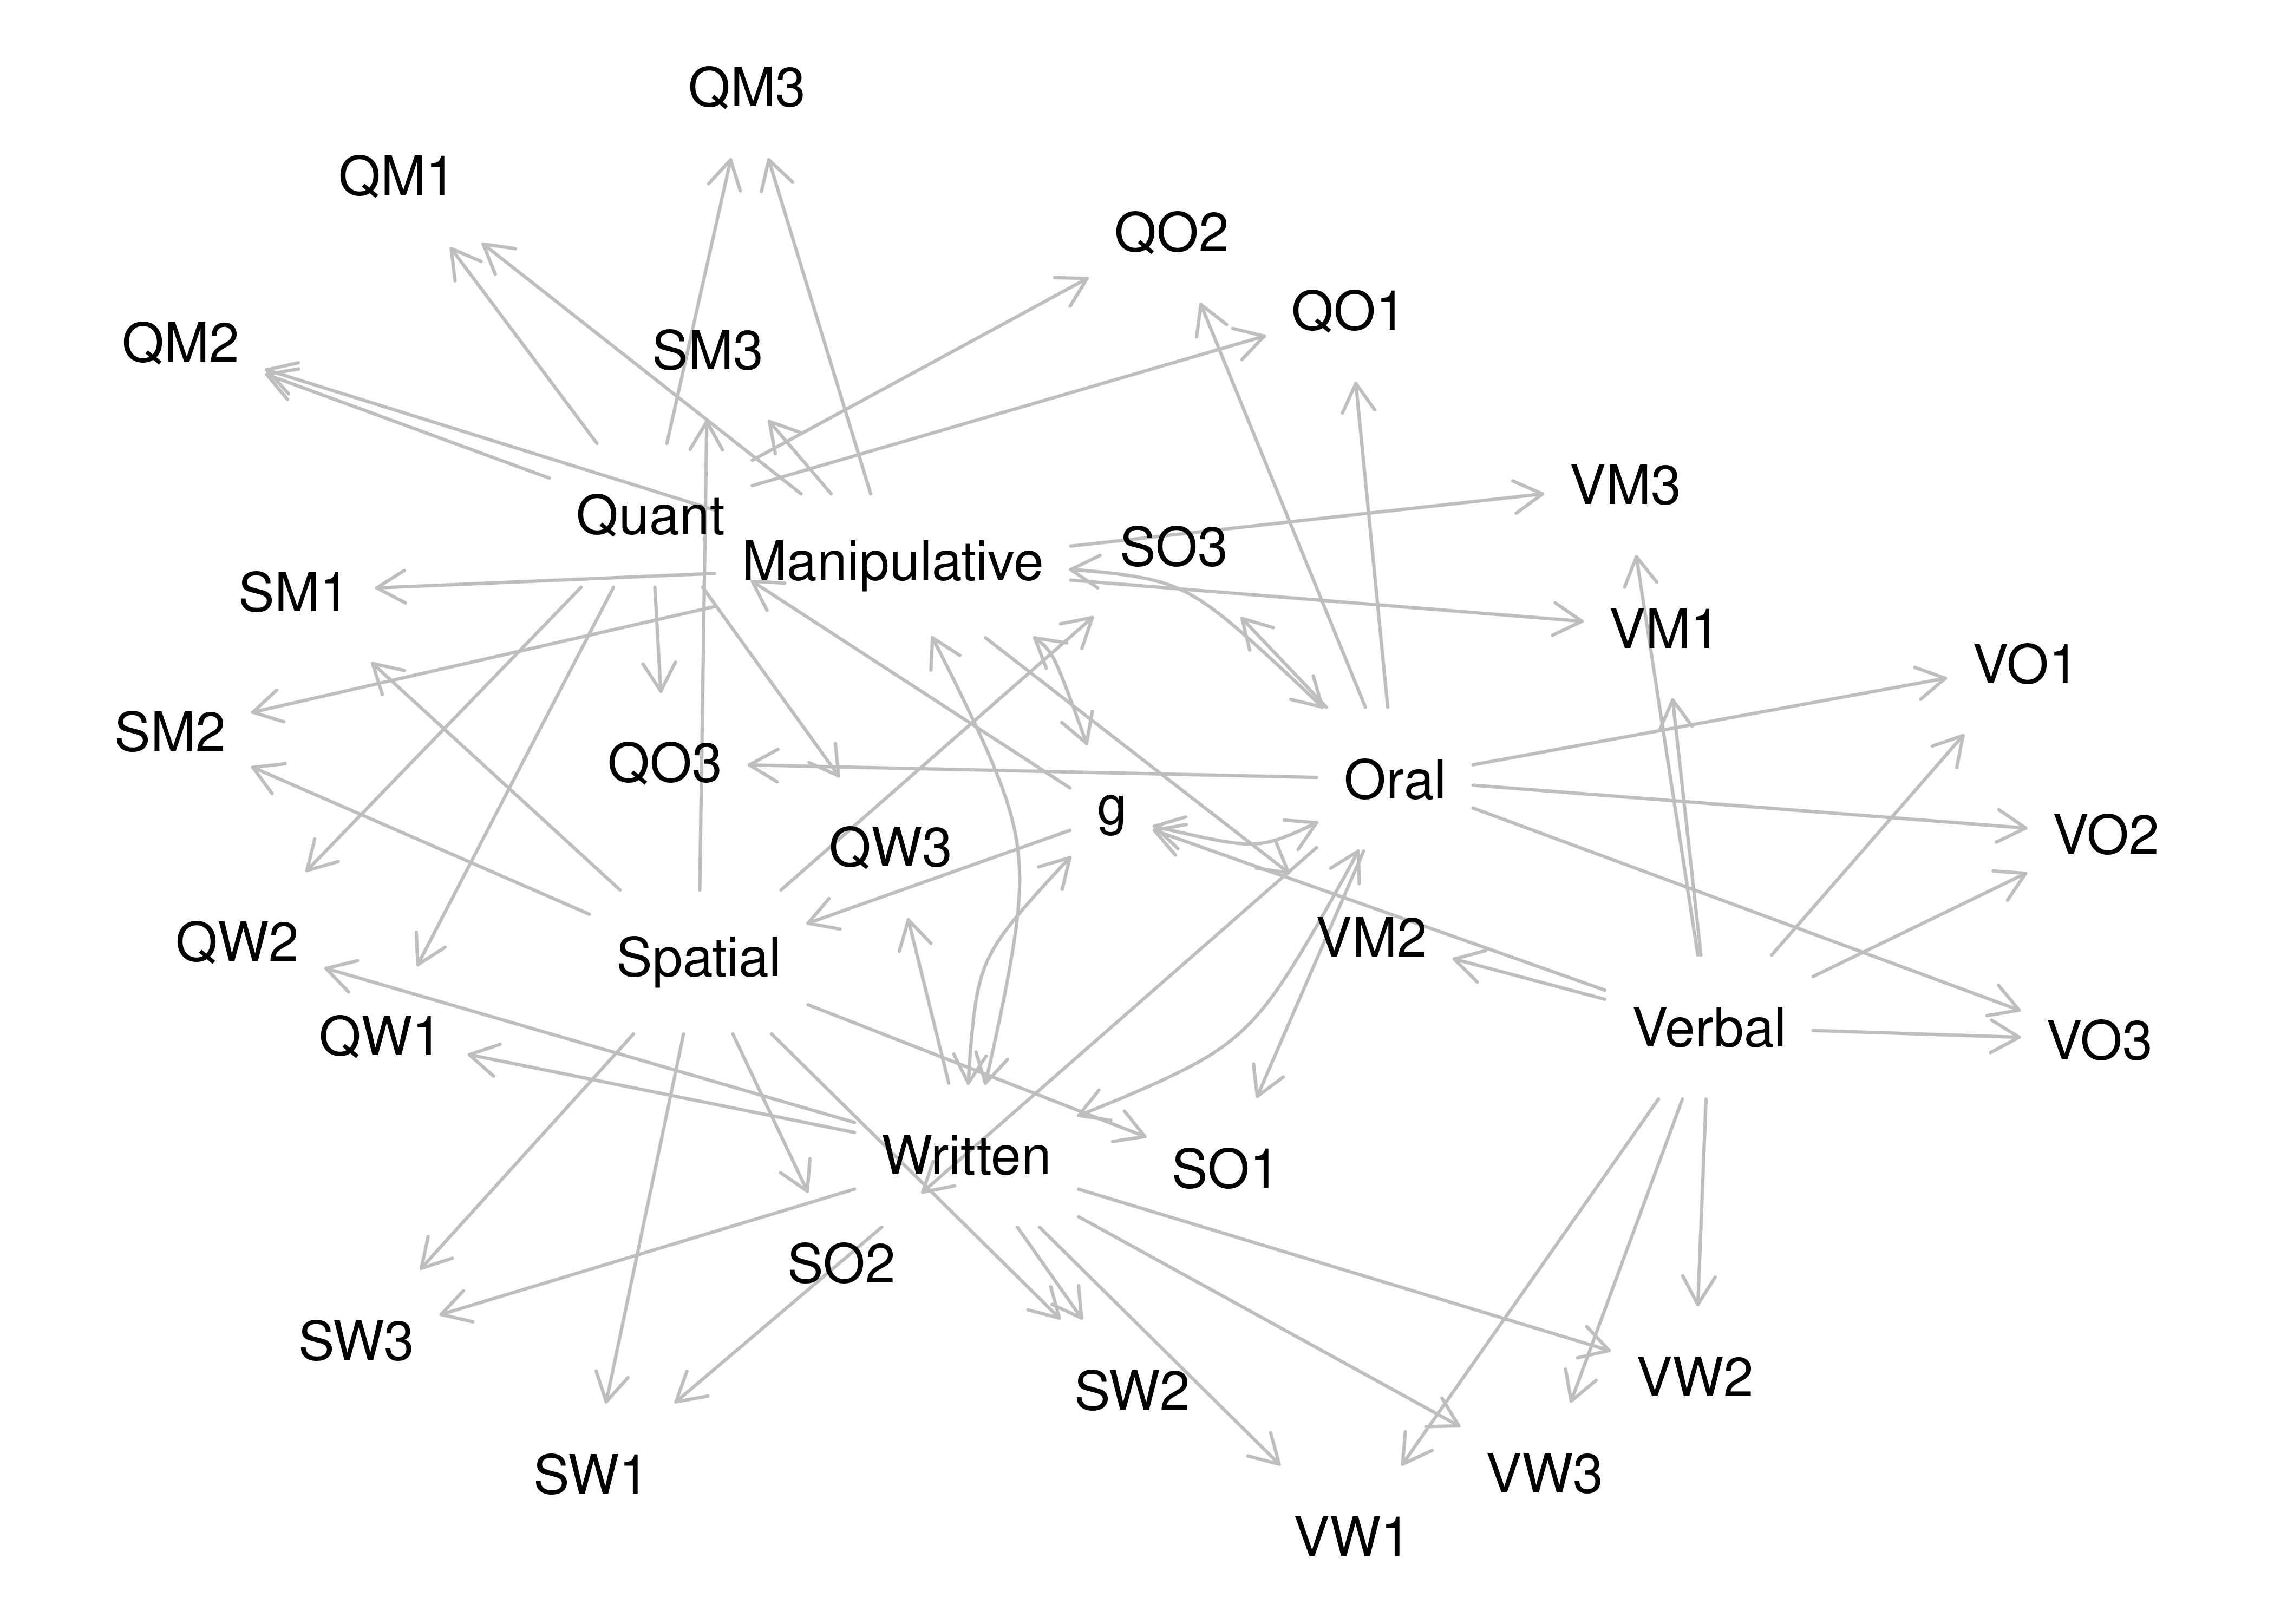 QM3
QM1
QO2
QO1
QM2
SM3
VM3
Quant
SO3
Manipulative
SM1
VM1
VO1
SM2
QO3
Oral
g
VO2
QW3
VM2
QW2
Spatial
Verbal
QW1
VO3
Written
SO1
SO2
SW3
VW2
SW2
SW1
VW3
VW1